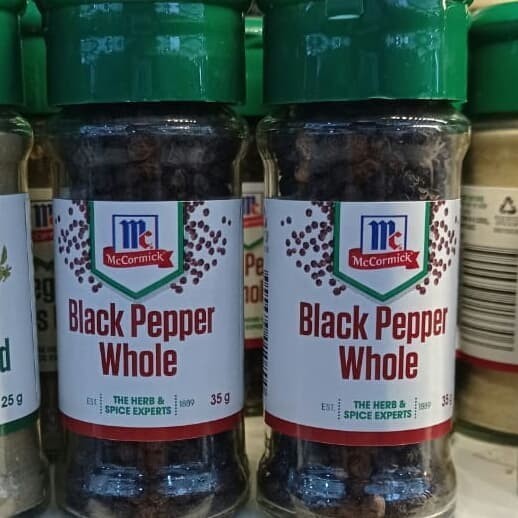 Mc
McCormick
Black Pepper
Whole
EST.
THE HERB &
SPICE EXPERTS
1889
35 g
Mc
McCormick
Black Pepper
Whole
EST.
THE HERB &
SPICE EXPERTS
1889
35 g
25 g